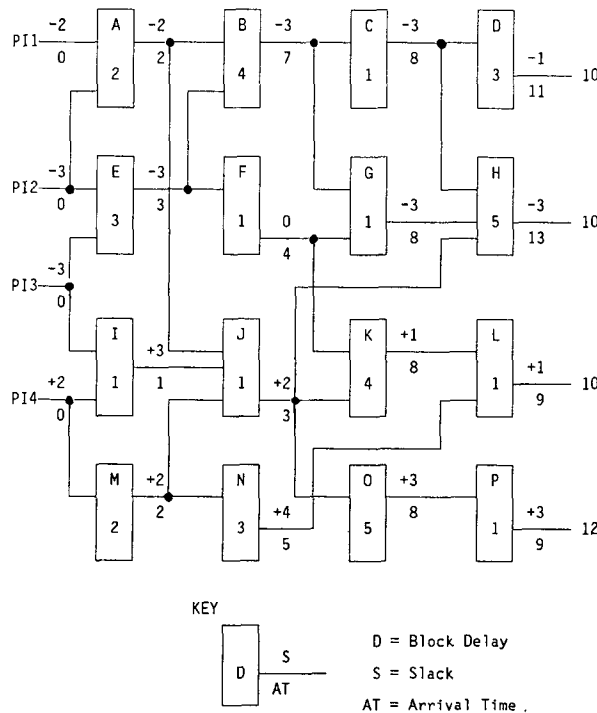 A B C D
-2 -2 -3 -3
PI1
0 2 7 8 -1
2 4 1 3 10
11
-3 E -3 F G H
PI2
0 3 0 -3 -3 10
3 1 4 1 8 5 13
-3
PI3
0
I +3 J K +1 L
+2 1 +2 8 +1
PI4 1 1 4 1 10
0 3 9
M +2 N +4 O +3 P +3
2 2 3 5 5 8 1 9 12
KEY
S
D
AT
D = Block Delay
S = Slack
AT = Arrival Time.